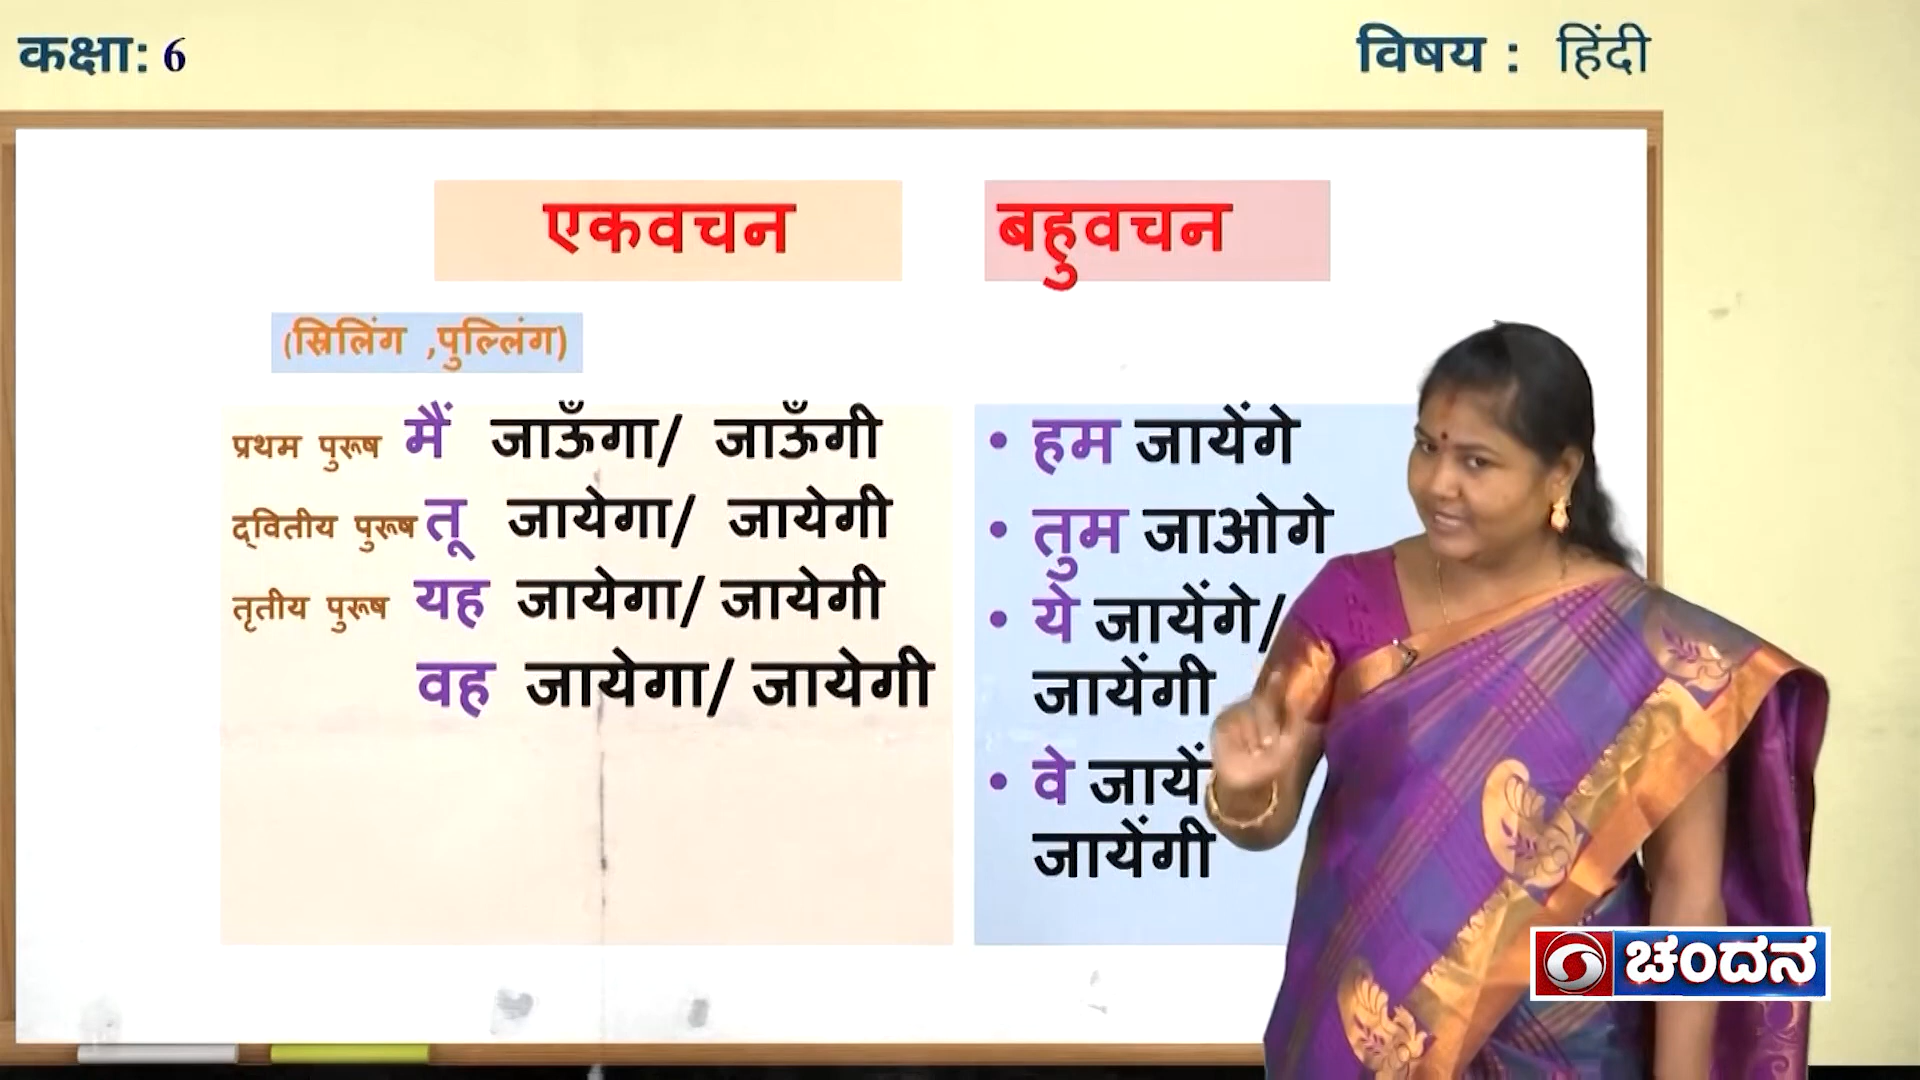 कक्षा: 6
विषय : हिंदी
एकवचन
बहुवचन
(स्रिलिंग ,पुल्लिंग)
प्रथम पुरूष मैं जाऊँगा/ जाऊँगी
द्वितीय पुरूष तू जायेगा/ जायेगी
तृतीय पुरूष यह जायेगा/ जायेगी
वह जायेगा/ जायेगी
• हम जायेंगे
• तुम जाओगे
• ये जायेंगे/
जायेंगी
• वे
जायेंगी
ಚಂದನ